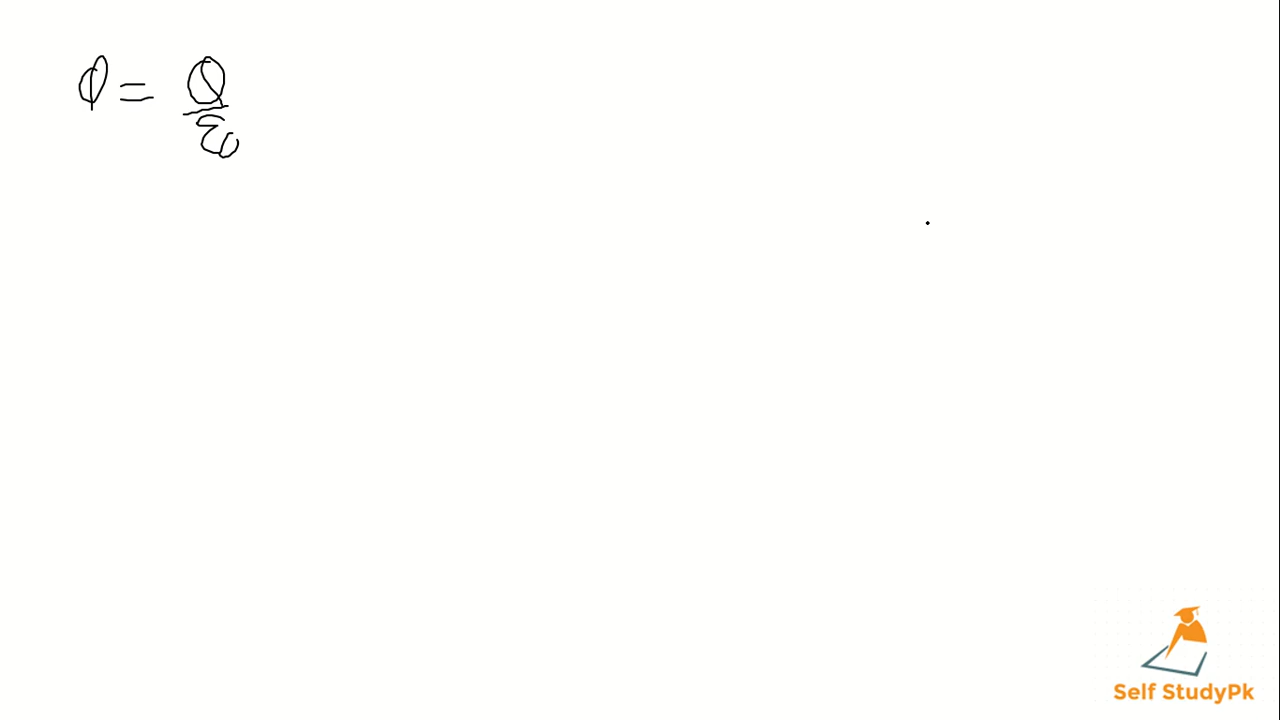 φ = Q/ε₀
Self StudyPk